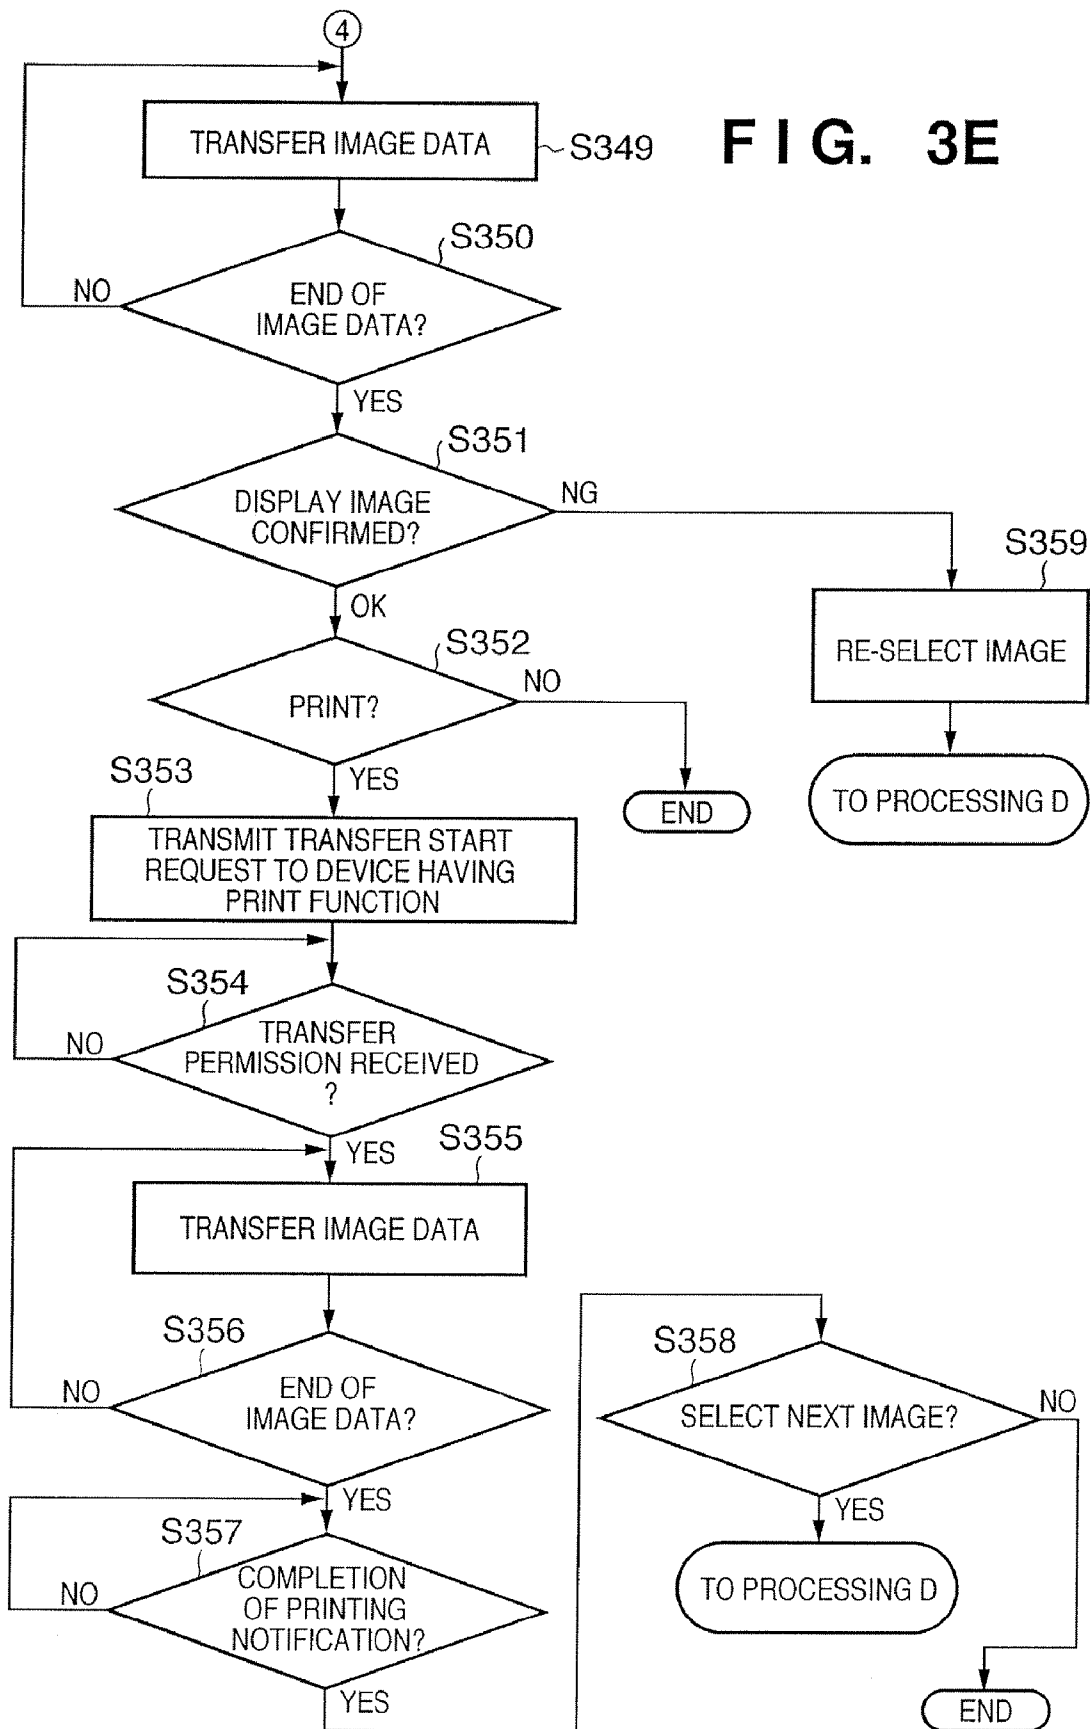 4
TRANSFER IMAGE DATA
S349
FIG. 3E
S350
END OF
IMAGE DATA?
NO
YES
S351
DISPLAY IMAGE
CONFIRMED?
NG
OK
S359
RE-SELECT IMAGE
TO PROCESSING D
S352
PRINT?
NO
END
YES
S353
TRANSMIT TRANSFER START
REQUEST TO DEVICE HAVING
PRINT FUNCTION
S354
TRANSFER
PERMISSION RECEIVED
?
NO
YES
S355
TRANSFER IMAGE DATA
S356
END OF
IMAGE DATA?
NO
YES
S357
COMPLETION
OF PRINTING
NOTIFICATION?
NO
YES
S358
SELECT NEXT IMAGE?
NO
YES
TO PROCESSING D
END